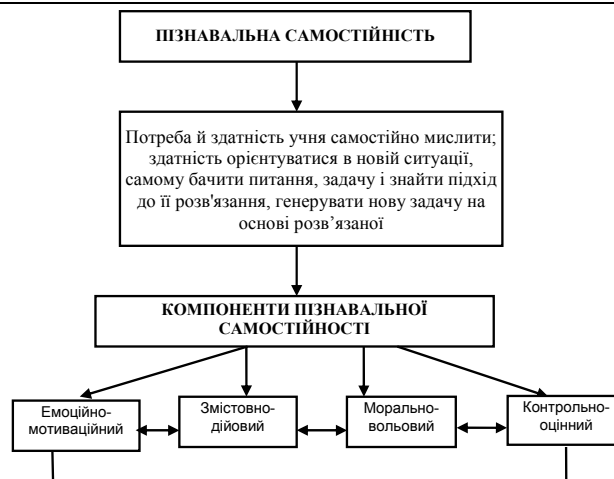 ПІЗНАВАЛЬНА САМОСТІЙНІСТЬ
Потреба й здатність учня самостійно мислити;
здатність орієнтуватися в новій ситуації,
самому бачити питання, задачу і знайти підхід
до її розв'язання, генерувати нову задачу на
основі розв’язаної
КОМПОНЕНТИ ПІЗНАВАЛЬНОЇ
САМОСТІЙНОСТІ
Емоційно-
мотиваційний
Змістовно-
дійовий
Морально-
вольовий
Контрольно-
оцінний